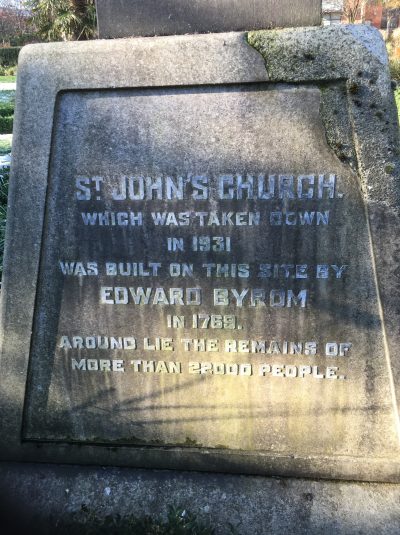 ST. JOHN'S CHURCH.
WHICH WAS TAKEN DOWN
IN 1931
WAS BUILT ON THIS SITE BY
EDWARD BYROM
IN 1769.
AROUND LIE THE REMAINS OF
MORE THAN 22000 PEOPLE.